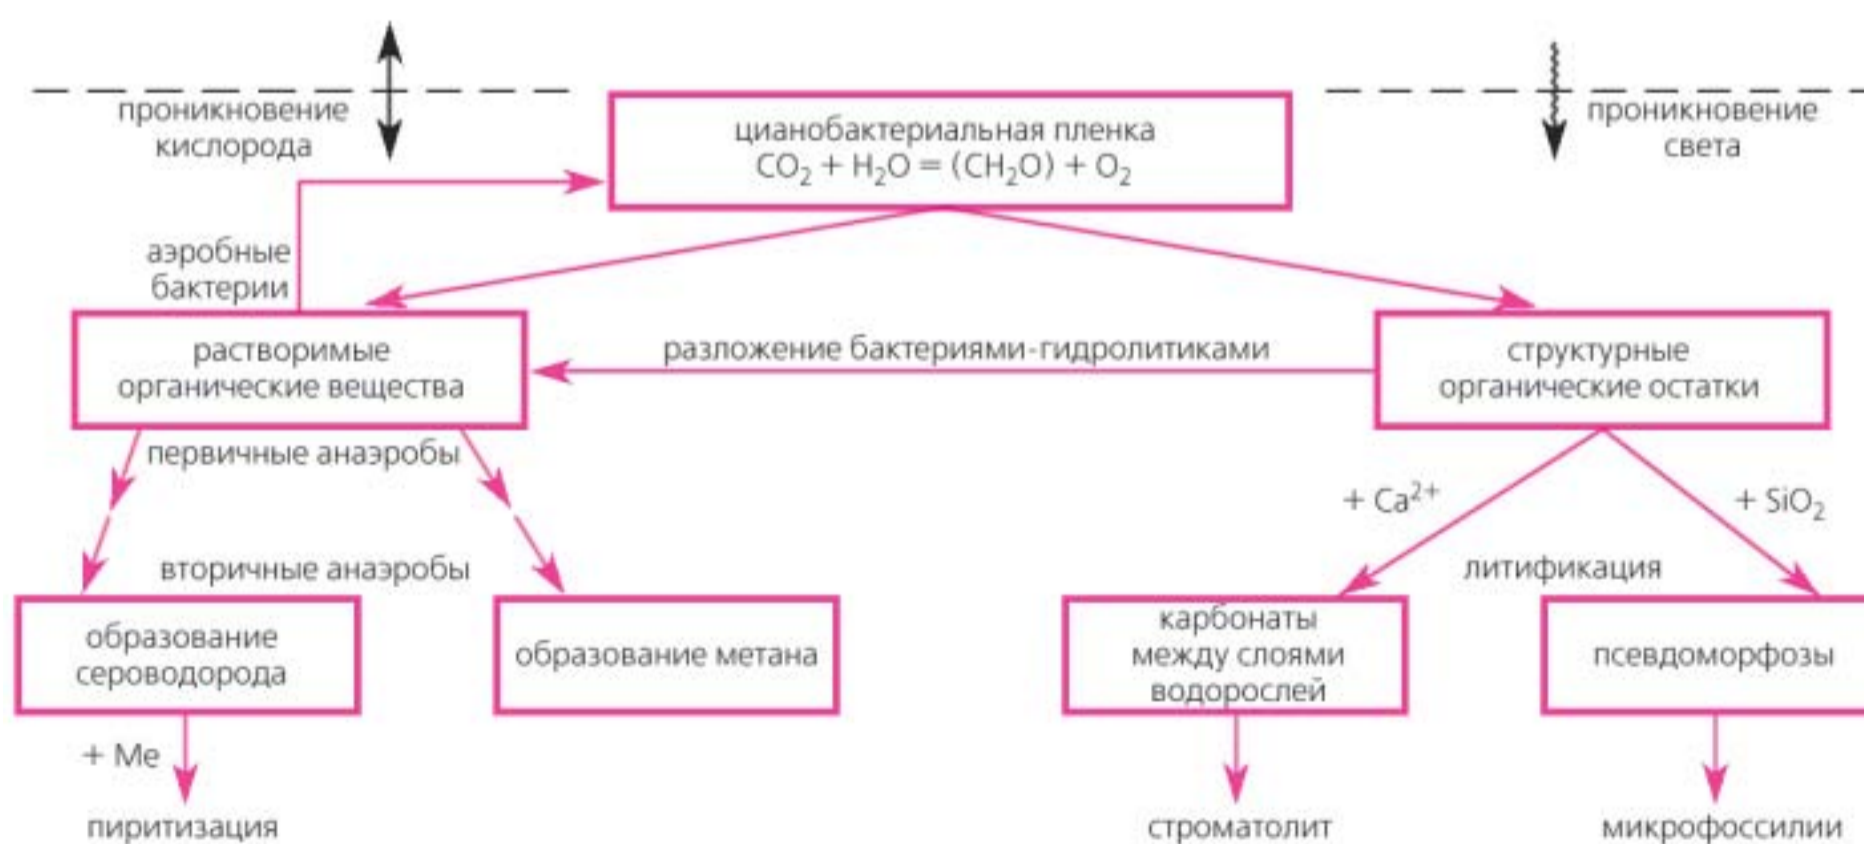 проникновение
кислорода
цианобактериальная пленка
CO₂ + H₂O = (CH₂O) + O₂
проникновение
света
аэробные
бактерии
растворимые
органические вещества
разложение бактериями-гидролитиками
структурные
органические остатки
первичные анаэробы
+ Ca²⁺
+ SiO₂
вторичные анаэробы
литификация
образование
сероводорода
образование метана
карбонаты
между слоями
водорослей
псевдоморфозы
+ Me
пиритизация
строматолит
микрофоссилии